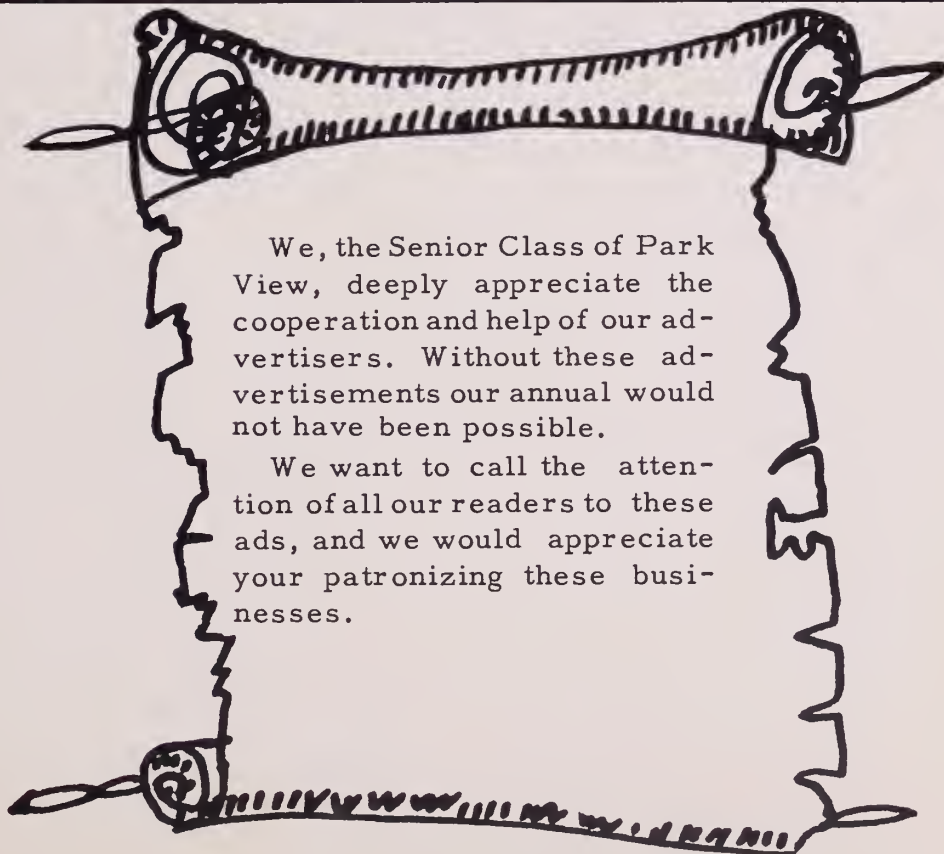 We, the Senior Class of Park
View, deeply appreciate the
cooperation and help of our ad-
vertisers. Without these ad-
vertisements our annual would
not have been possible.
We want to call the atten-
tion of all our readers to these
ads, and we would appreciate
your patronizing these busi-
nesses.